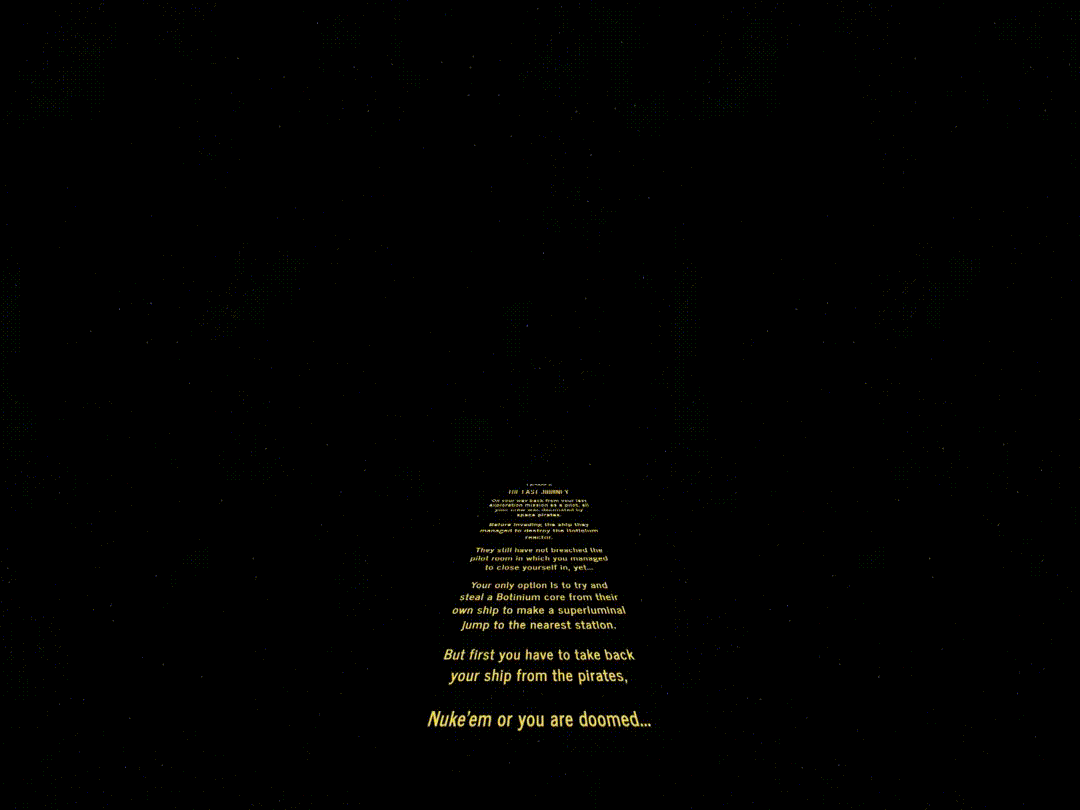 THE LAST JOURNEY
On your way back from your last
exploration mission as a pilot, all
your crew was decimated by
space pirates.
Before invading the ship they
managed to destroy the Botinium
reactor.
They still have not breached the
pilot room in which you managed
to close yourself in, yet...
Your only option is to try and
steal a Botinium core from their
own ship to make a superluminal
jump to the nearest station.
But first you have to take back
your ship from the pirates,
Nuke'em or you are doomed...